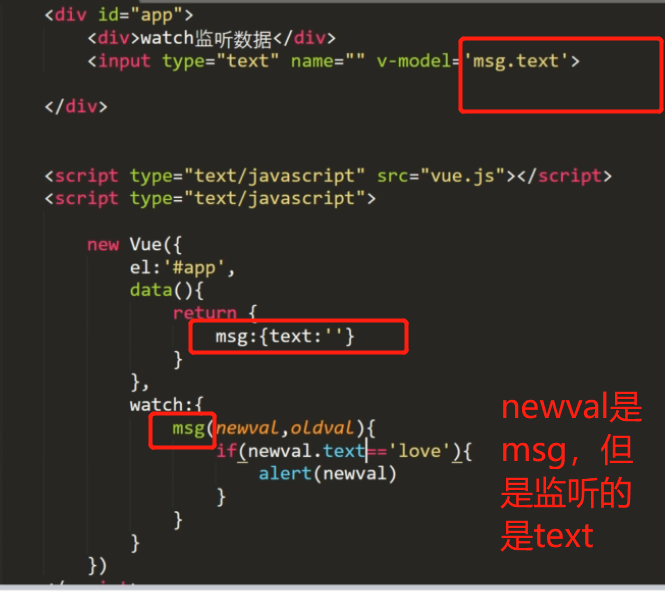 <div id="app">
<div>watch监听数据</div>
<input type="text" name="" v-model='msg.text'>
</div>
<script type="text/javascript" src="vue.js"></script>
<script type="text/javascript">
new Vue({
el:'#app',
data(){
return {
msg:{text:''}
}
},
watch:{
msg(newval,oldval){
if(newval.text=='love'){
alert(newval)
}
}
}
})
newval是
msg，但
是监听的
是text